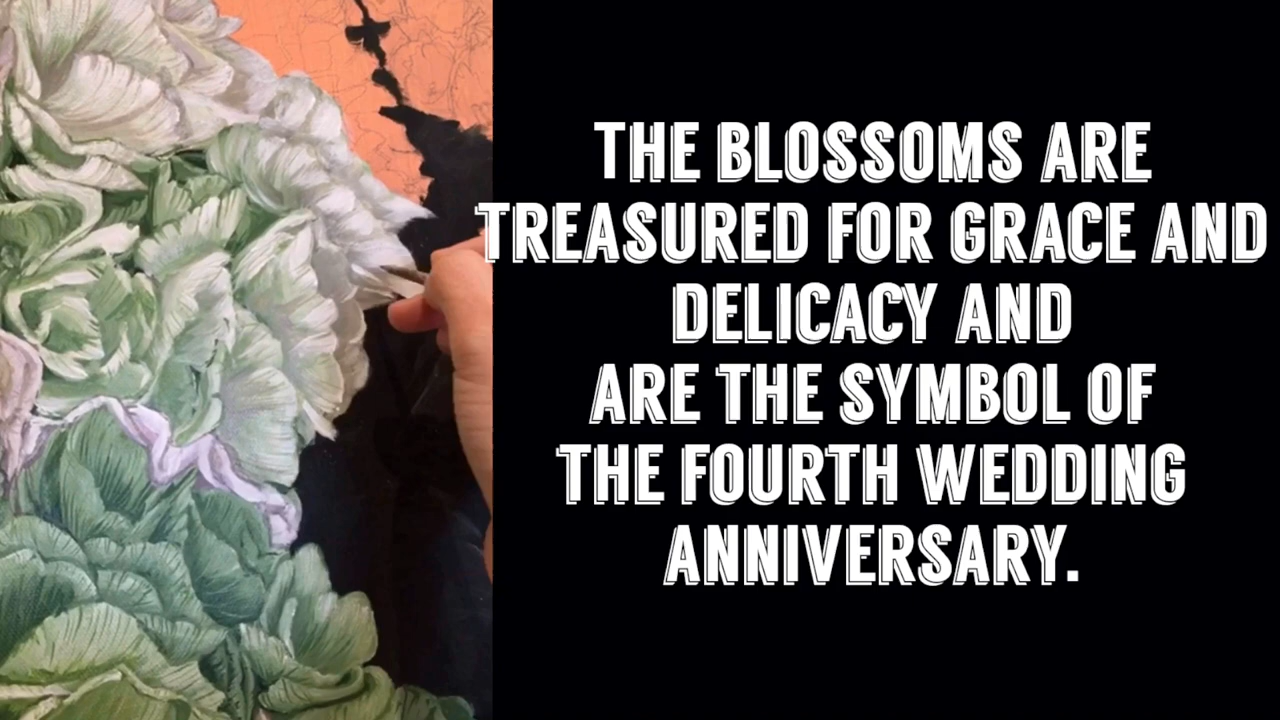 THE BLOSSOMS ARE
TREASURED FOR GRACE AND
DELICACY AND
ARE THE SYMBOL OF
THE FOURTH WEDDING
ANNIVERSARY.